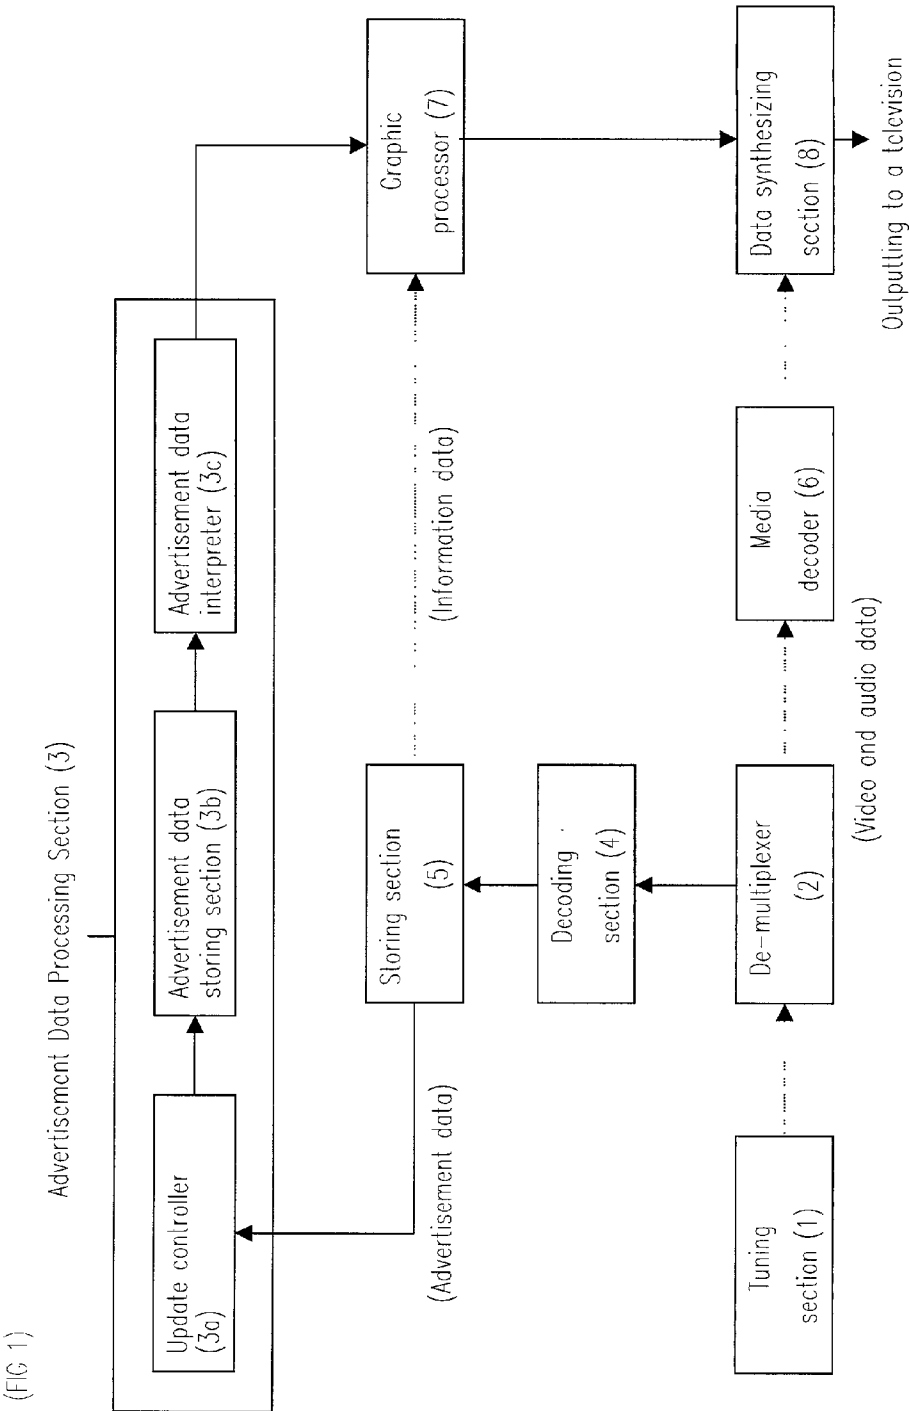 (FIG 1)
Advertisement Data Processing Section (3)
Update controller
(3a)
Advertisement data
storing section (3b)
Advertisement data
interpreter (3c)
(Advertisement data)
Storing section
(5)
(Information data)
Graphic
processor (7)
Decoding
section (4)
Tuning
section (1)
De-multiplexer
(2)
(Video and audio data)
Media
decoder (6)
Data synthesizing
section (8)
Outputting to a television